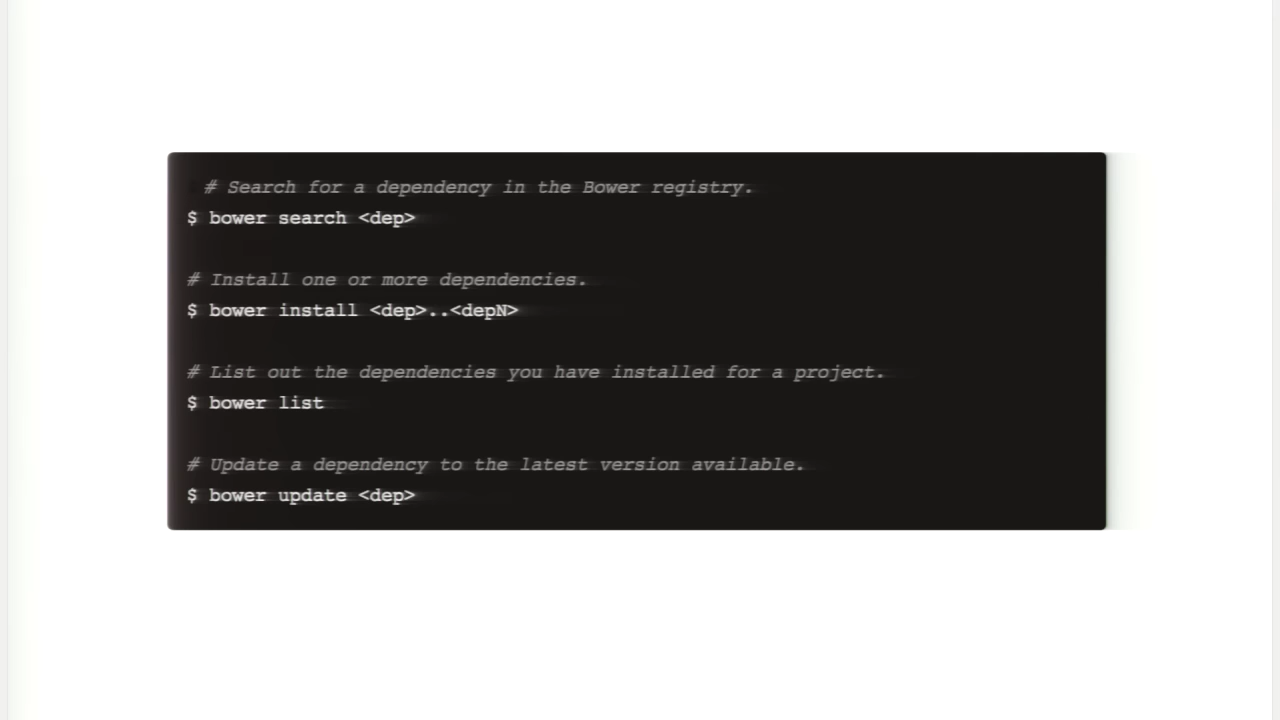 # Search for a dependency in the Bower registry.
$ bower search <dep>
# Install one or more dependencies.
$ bower install <dep>..<depN>
# List out the dependencies you have installed for a project.
$ bower list
# Update a dependency to the latest version available.
$ bower update <dep>